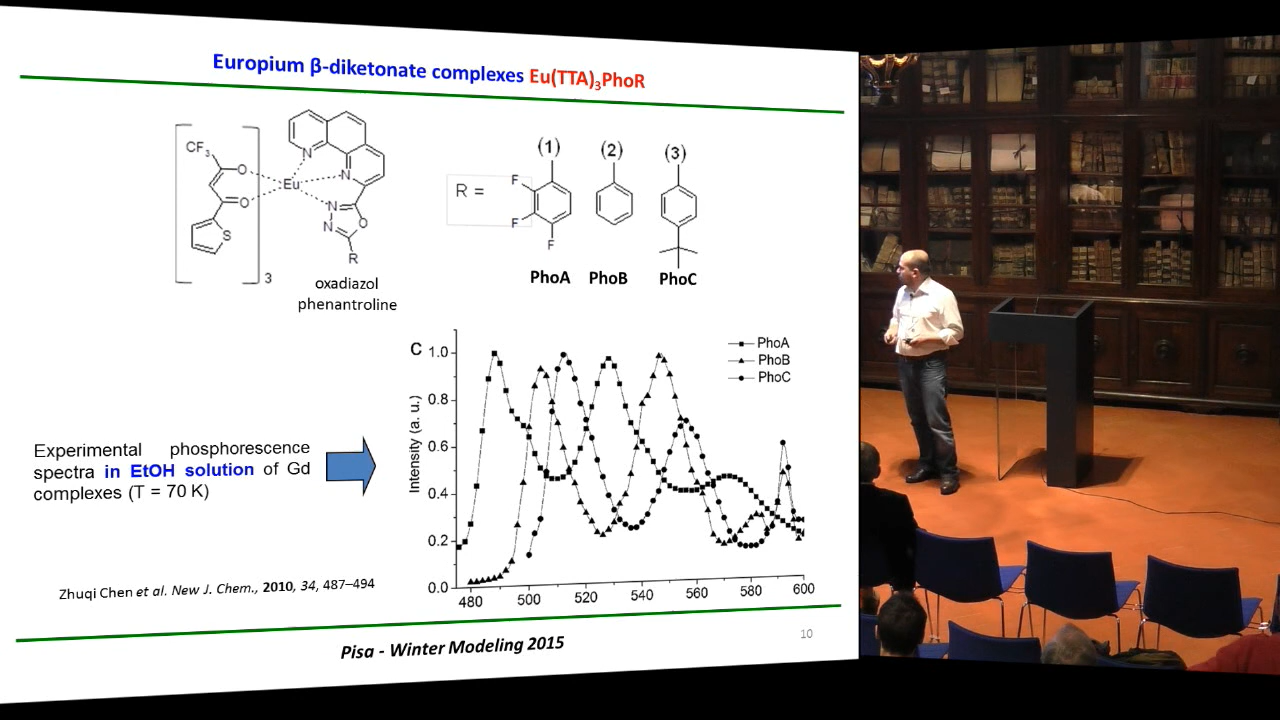 Europium β-diketonate complexes Eu(TTA)3PhoR
CF3
O
O
S
3
N
N
Eu
N
N
O
R
oxadiazol
phenantroline
R =
(1)
(2)
(3)
F
F
F
PhoA
PhoB
PhoC
C
PhoA
PhoB
PhoC
Intensity (a. u.)
1.0
0.8
0.6
0.4
0.2
0.0
480
500
520
540
560
580
600
Experimental phosphorescence
spectra in EtOH solution of Gd
complexes (T = 70 K)
Zhuqi Chen et al. New J. Chem., 2010, 34, 487–494
Pisa - Winter Modeling 2015
10